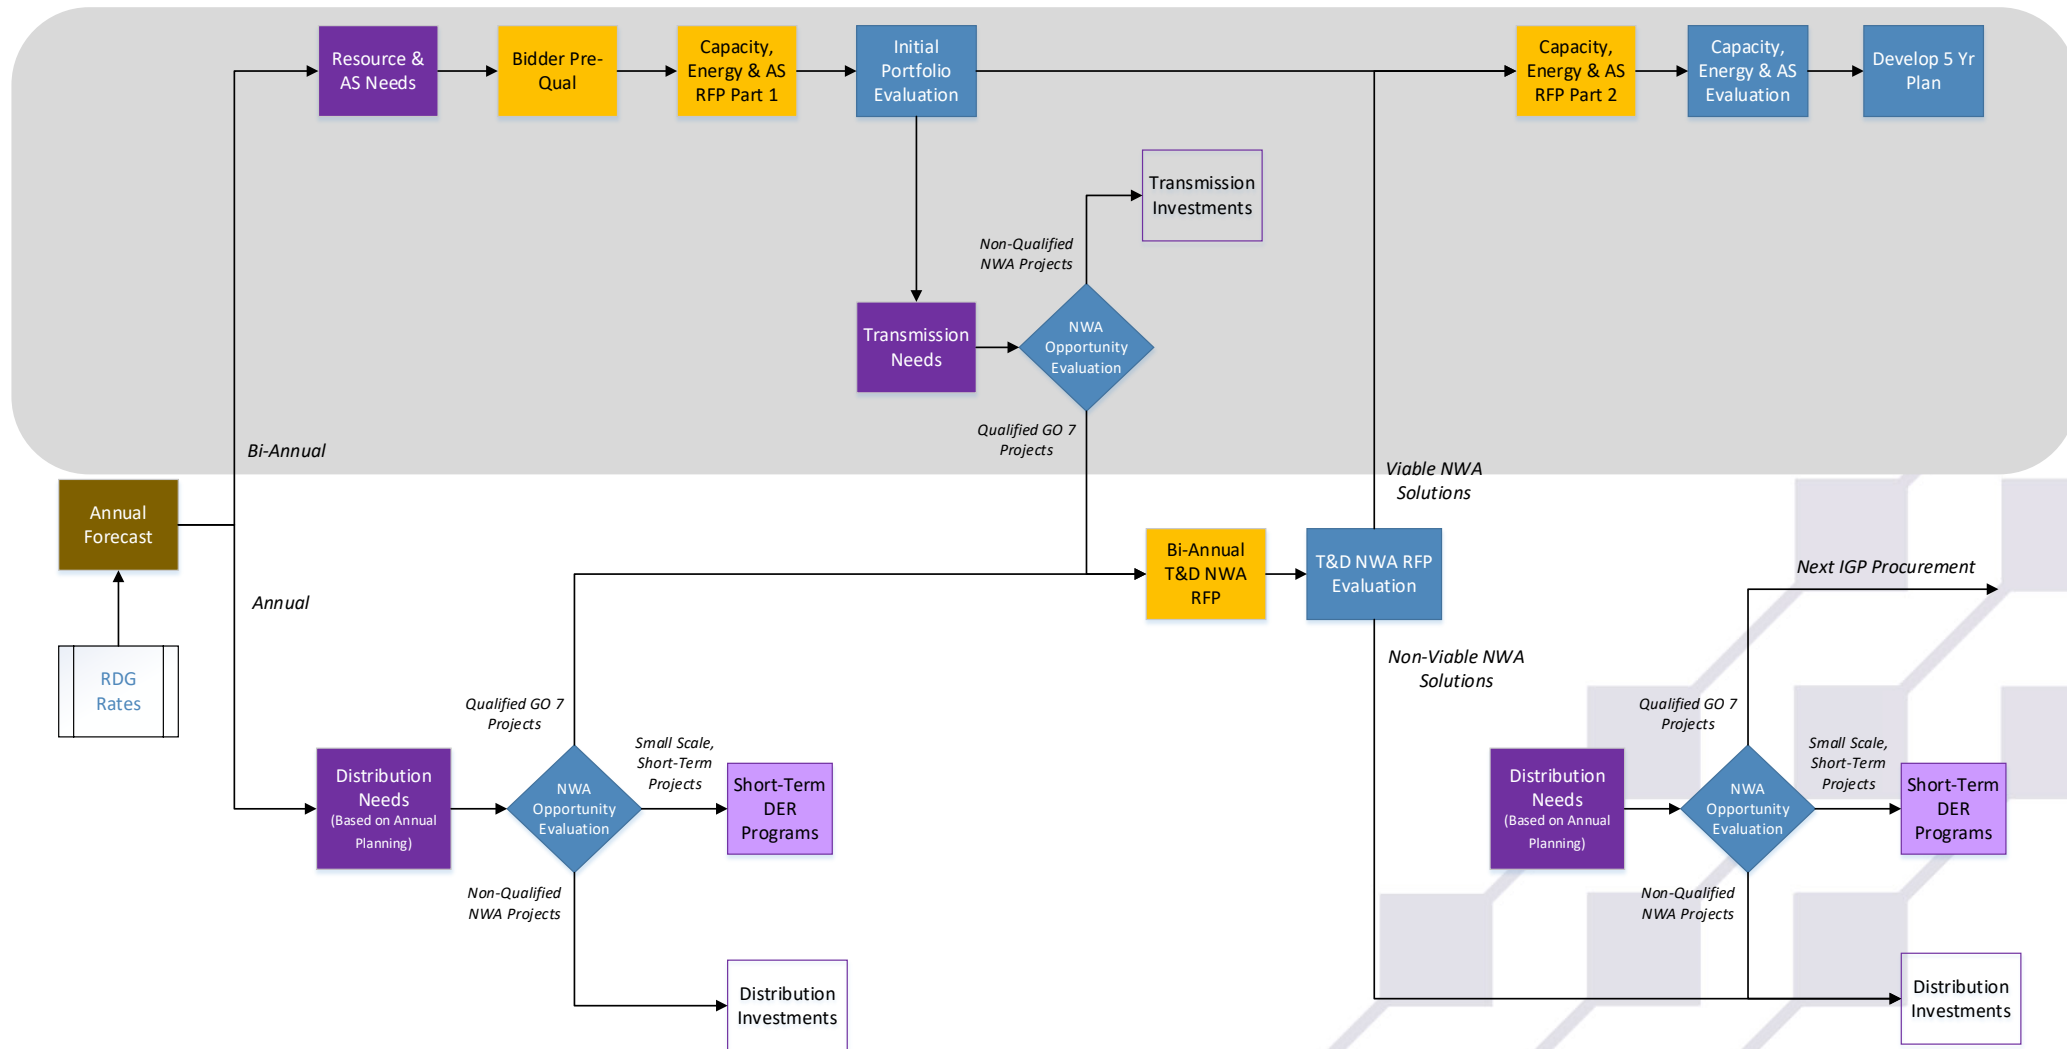 Resource &
AS Needs
Bidder Pre-
Qual
Capacity,
Energy & AS
RFP Part 1
Initial
Portfolio
Evaluation
Capacity,
Energy & AS
RFP Part 2
Capacity,
Energy & AS
Evaluation
Develop 5 Yr
Plan
Transmission
Investments
Non-Qualified
NWA Projects
Transmission
Needs
NWA
Opportunity
Evaluation
Qualified GO 7
Projects
Bi-Annual
Viable NWA
Solutions
Annual
Forecast
Bi-Annual
T&D NWA
RFP
T&D NWA RFP
Evaluation
Next IGP Procurement
Annual
RDG
Rates
Non-Viable NWA
Solutions
Qualified GO 7
Projects
Small Scale,
Short-Term
Projects
Distribution
Needs
(Based on Annual
Planning)
NWA
Opportunity
Evaluation
Short-Term
DER
Programs
Non-Qualified
NWA Projects
Distribution
Investments
Qualified GO 7
Projects
Small Scale,
Short-Term
Projects
Distribution
Needs
(Based on Annual
Planning)
NWA
Opportunity
Evaluation
Short-Term
DER
Programs
Non-Qualified
NWA Projects
Distribution
Investments